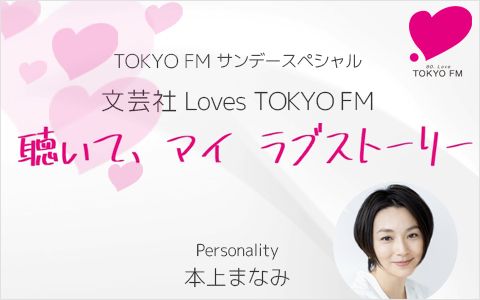 TOKYO FM サンデースペシャル
80.Love
TOKYO FM
文芸社 Loves TOKYO FM
聴いて、マイ ラブストーリー
Personality
本上まなみ